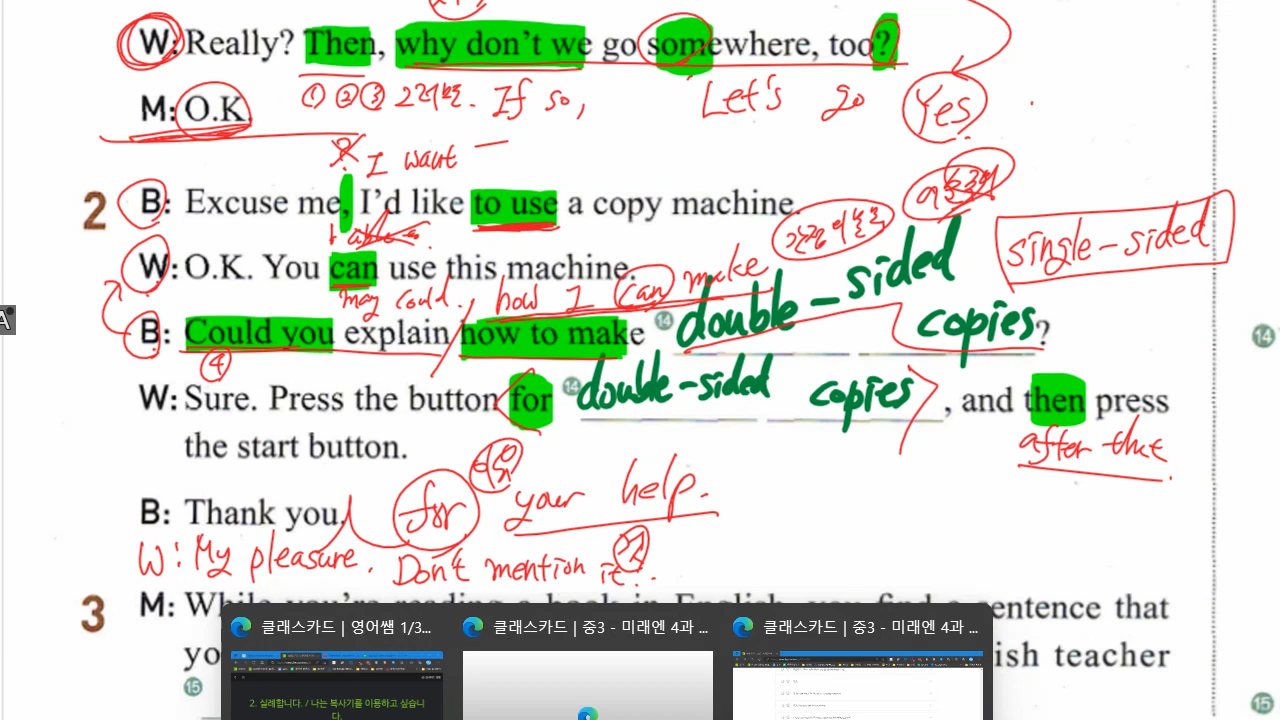 W: Really? Then, why don't we go somewhere, too?
① ② ③ If so, Let's go Yes.
M: O.K.
I want
2 B: Excuse me, I'd like to use a copy machine.
single-sided
W: O.K. You can use this machine.
may could. how I can make
B: Could you explain how to make ⑭ double-sided copies?
④
W: Sure. Press the button for ⑭ double-sided copies, and then press
the start button.
after that
B: Thank you. for your help.
W: My pleasure. Don't mention it.
3 M: While you're reading a book in English, you find a sentence that
클래스카드 | 영어쌤 1/3...
클래스카드 | 중3 - 미래엔 4과 ...
클래스카드 | 중3 - 미래엔 4과 ...
yo
ish teacher
2. 실례합니다. / 나는 복사기를 이용하고 싶습니
다.
⑮
⑭
⑮
A